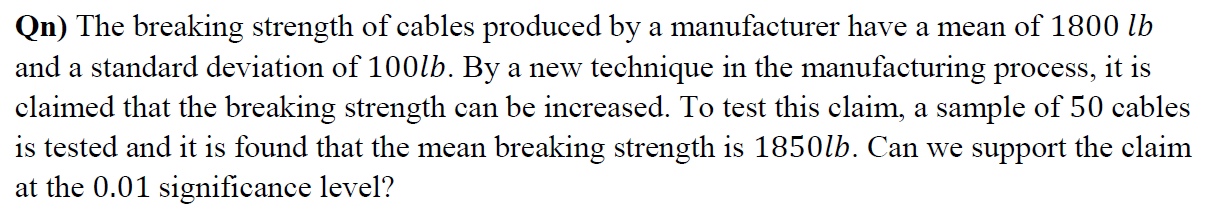 Qn) The breaking strength of cables produced by a manufacturer have a mean of 1800 lb
and a standard deviation of 100lb. By a new technique in the manufacturing process, it is
claimed that the breaking strength can be increased. To test this claim, a sample of 50 cables
is tested and it is found that the mean breaking strength is 1850lb. Can we support the claim
at the 0.01 significance level?